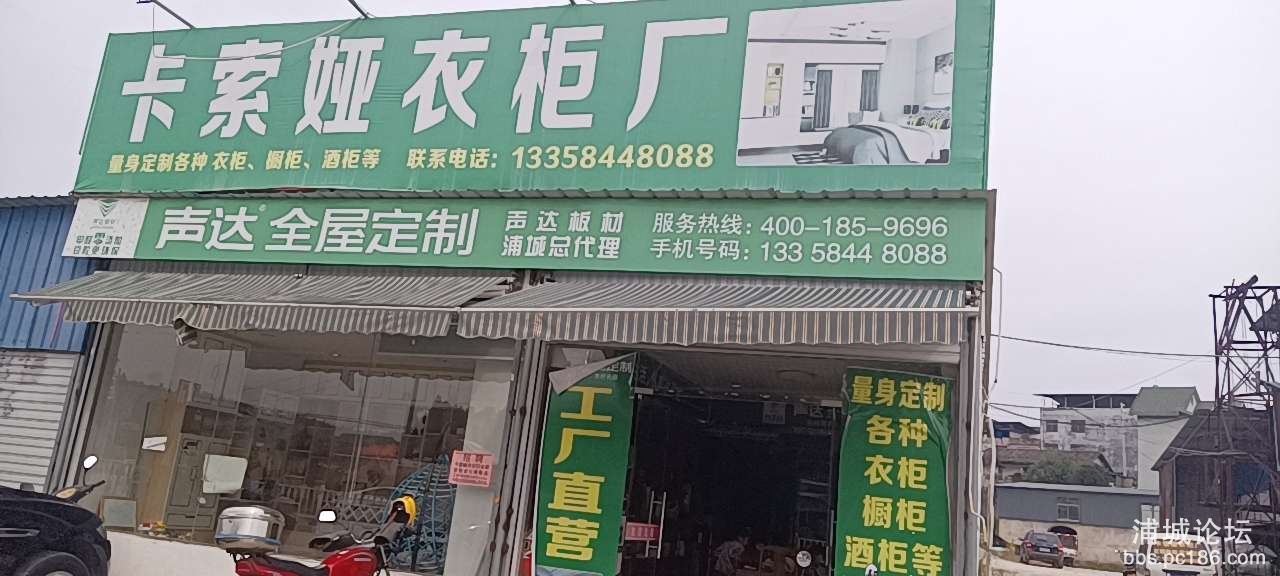 卡索娅衣柜厂
量身定制各种 衣柜、橱柜、酒柜等 联系电话：13358448088
声达®全屋定制
声达板材
浦城总代理
服务热线：400-185-9696
手机号码：133 5844 8088
工厂直营
量身定制
各种
衣柜
橱柜
酒柜等
招聘
浦城论坛
bbs.pc186.com